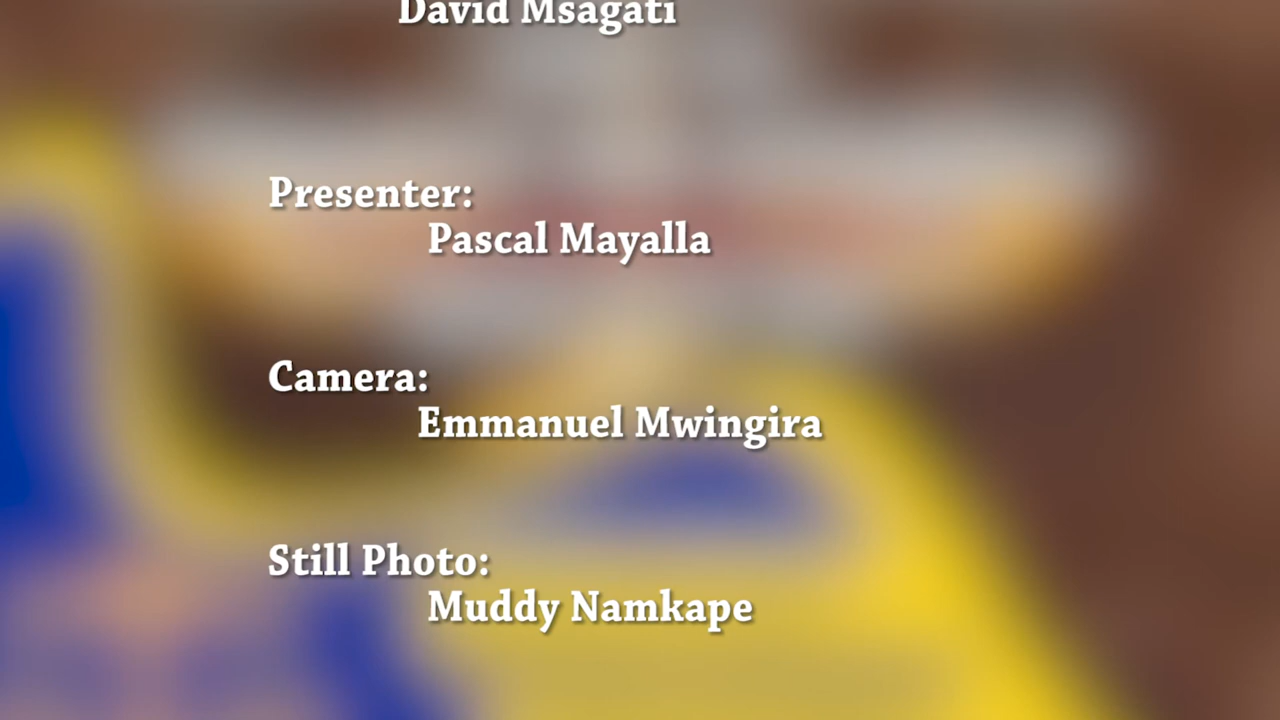 David Msagati
Presenter:
Pascal Mayalla
Camera:
Emmanuel Mwingira
Still Photo:
Muddy Namkape